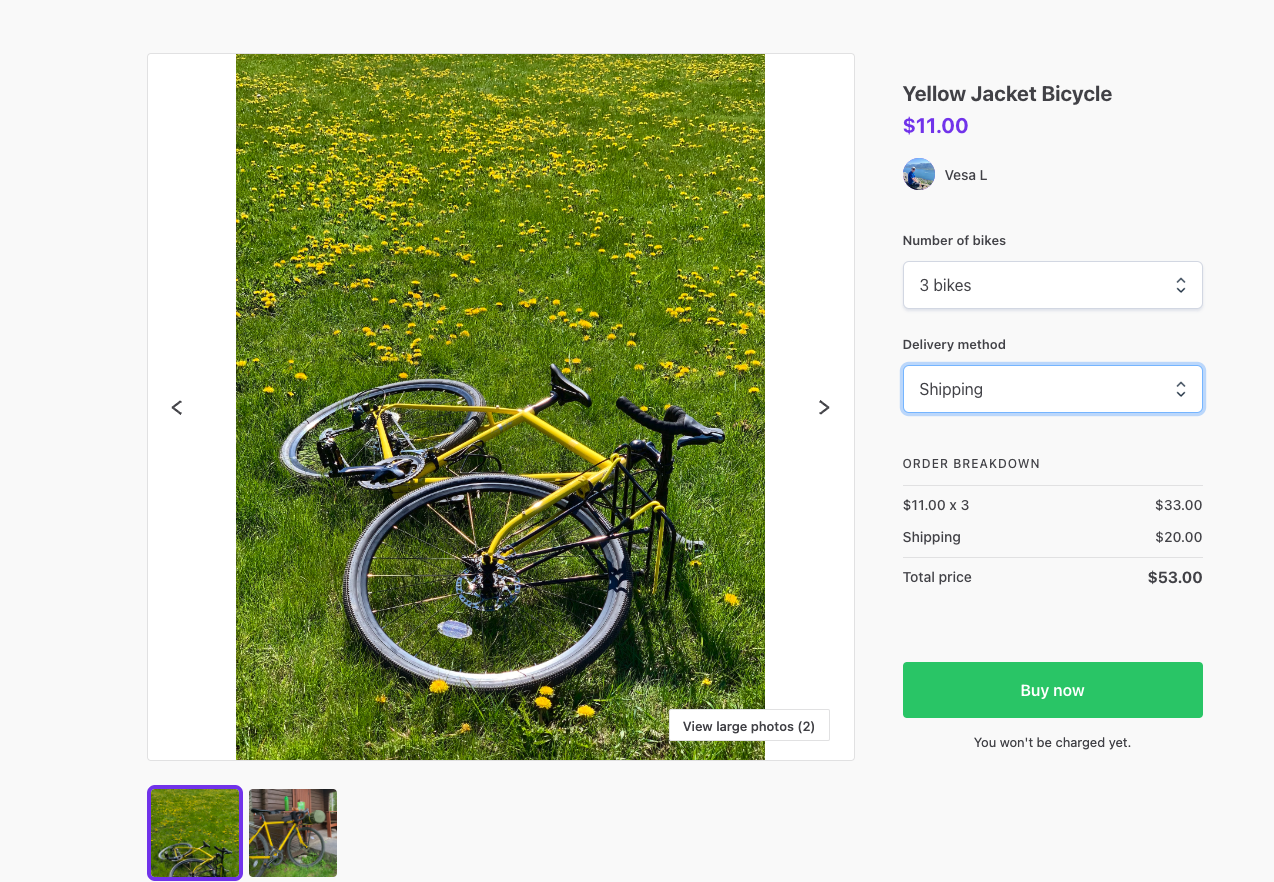 Yellow Jacket Bicycle
$11.00
Vesa L
Number of bikes
3 bikes
Delivery method
Shipping
ORDER BREAKDOWN
$11.00 x 3 $33.00
Shipping $20.00
Total price $53.00
Buy now
You won't be charged yet.
View large photos (2)